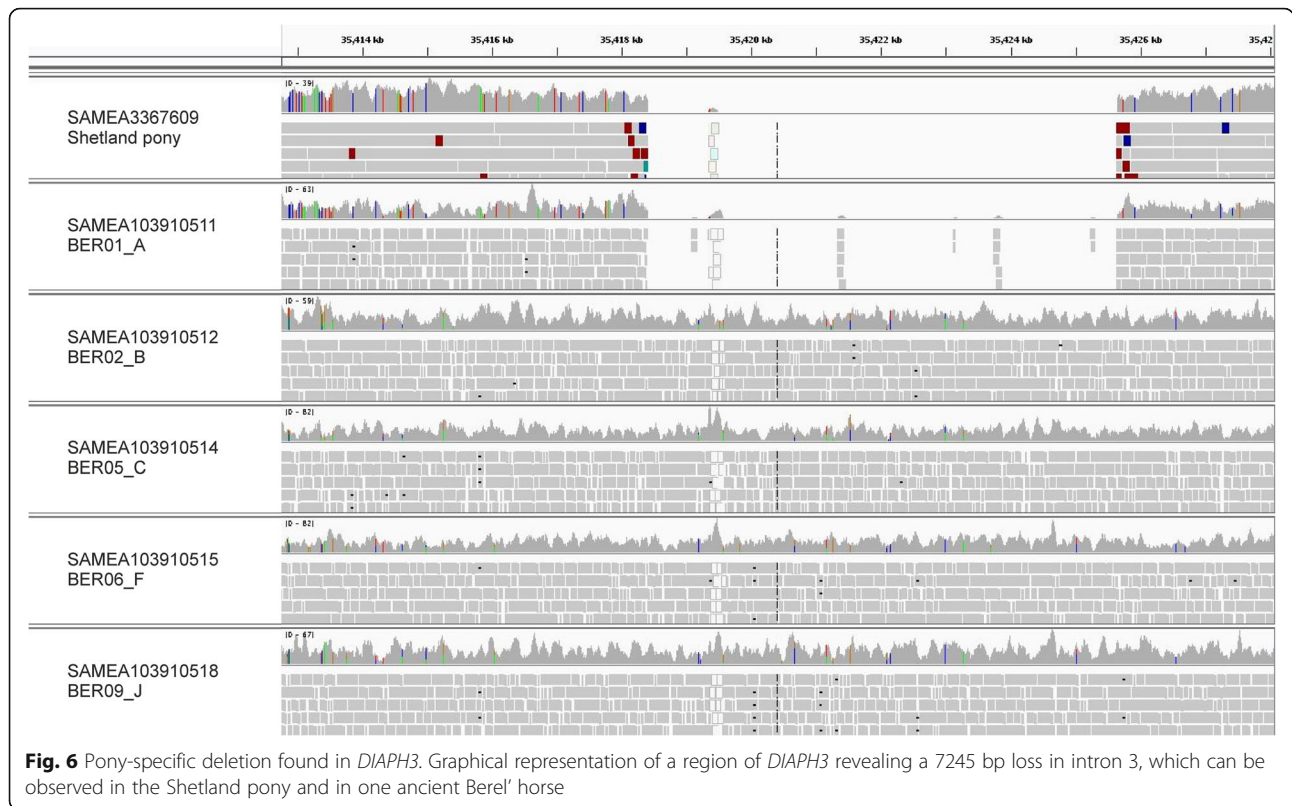 35,414 kb 35,416 kb 35,418 kb 35,420 kb 35,422 kb 35,424 kb 35,426 kb 35,42
[0 - 39]
SAMEA3367609
Shetland pony
[0 - 63]
SAMEA103910511
BER01_A
[0 - 59]
SAMEA103910512
BER02_B
[0 - 82]
SAMEA103910514
BER05_C
[0 - 82]
SAMEA103910515
BER06_F
[0 - 67]
SAMEA103910518
BER09_J
Fig. 6 Pony-specific deletion found in DIAPH3. Graphical representation of a region of DIAPH3 revealing a 7245 bp loss in intron 3, which can be
observed in the Shetland pony and in one ancient Berel’ horse